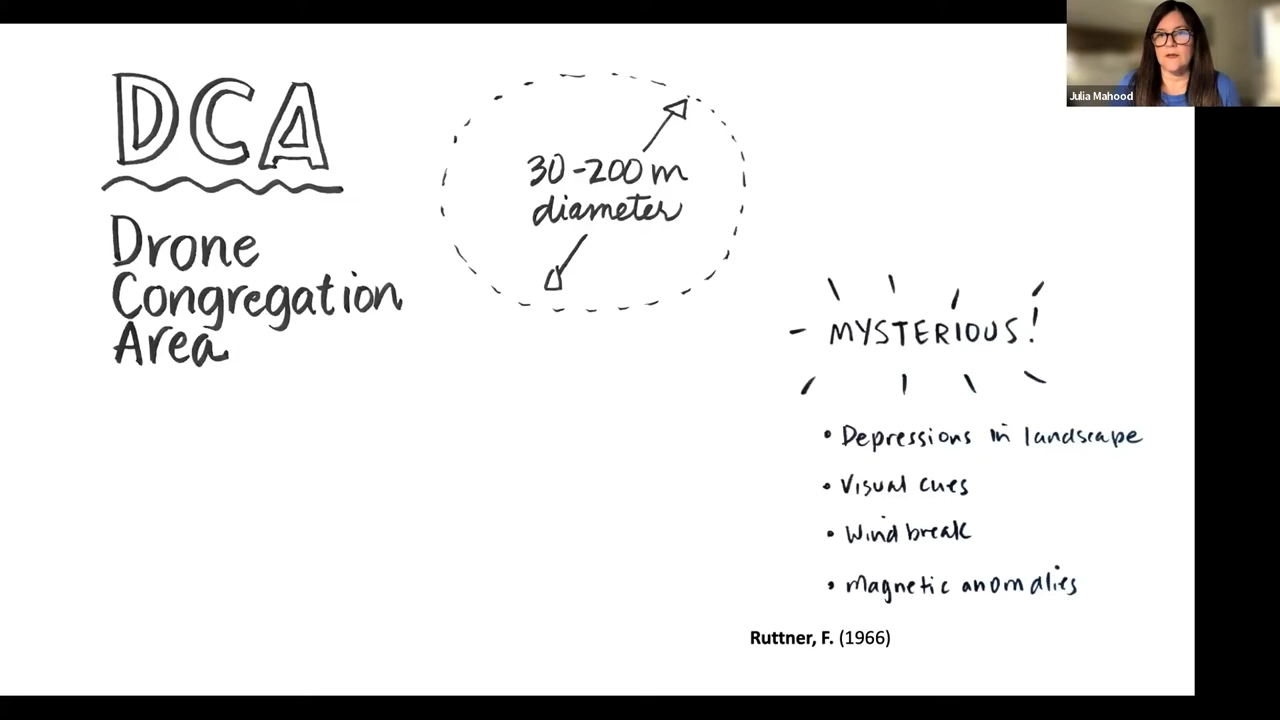 DCA
Drone
Congregation
Area
30-200 m
diameter
MYSTERIOUS!
• Depressions in landscape
• Visual cues
• Wind break
• Magnetic anomalies
Ruttner, F. (1966)
Julia Mahood